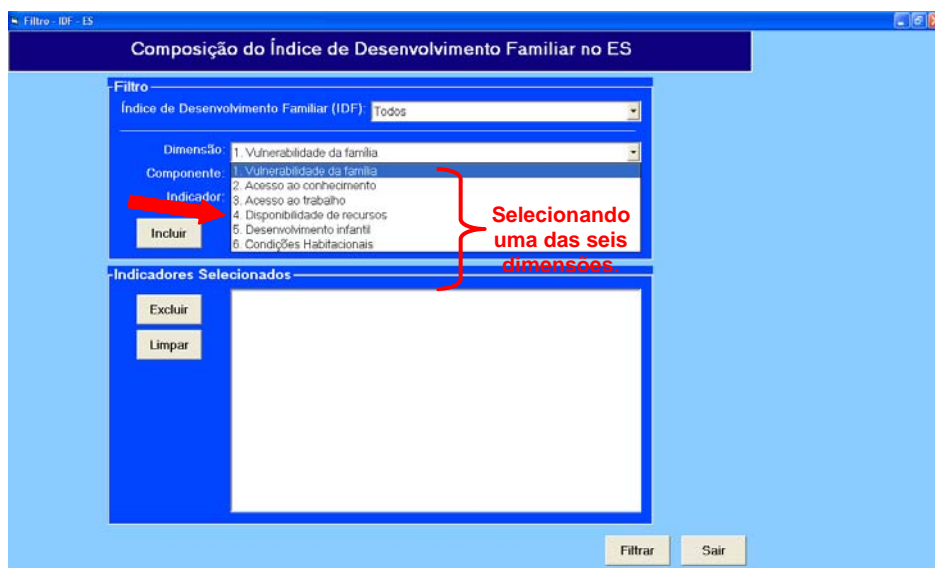 Filtro - IDF - ES
Composição do Índice de Desenvolvimento Familiar no ES
Filtro
Índice de Desenvolvimento Familiar (IDF): Todos
Dimensão: 1. Vulnerabilidade da família
Componente: 1. Vulnerabilidade da família
2. Acesso ao conhecimento
Indicador: 3. Acesso ao trabalho
4. Disponibilidade de recursos
5. Desenvolvimento infantil
6. Condições Habitacionais
Incluir
Selecionando
uma das seis
dimensões.
Indicadores Selecionados
Excluir
Limpar
Filtrar Sair